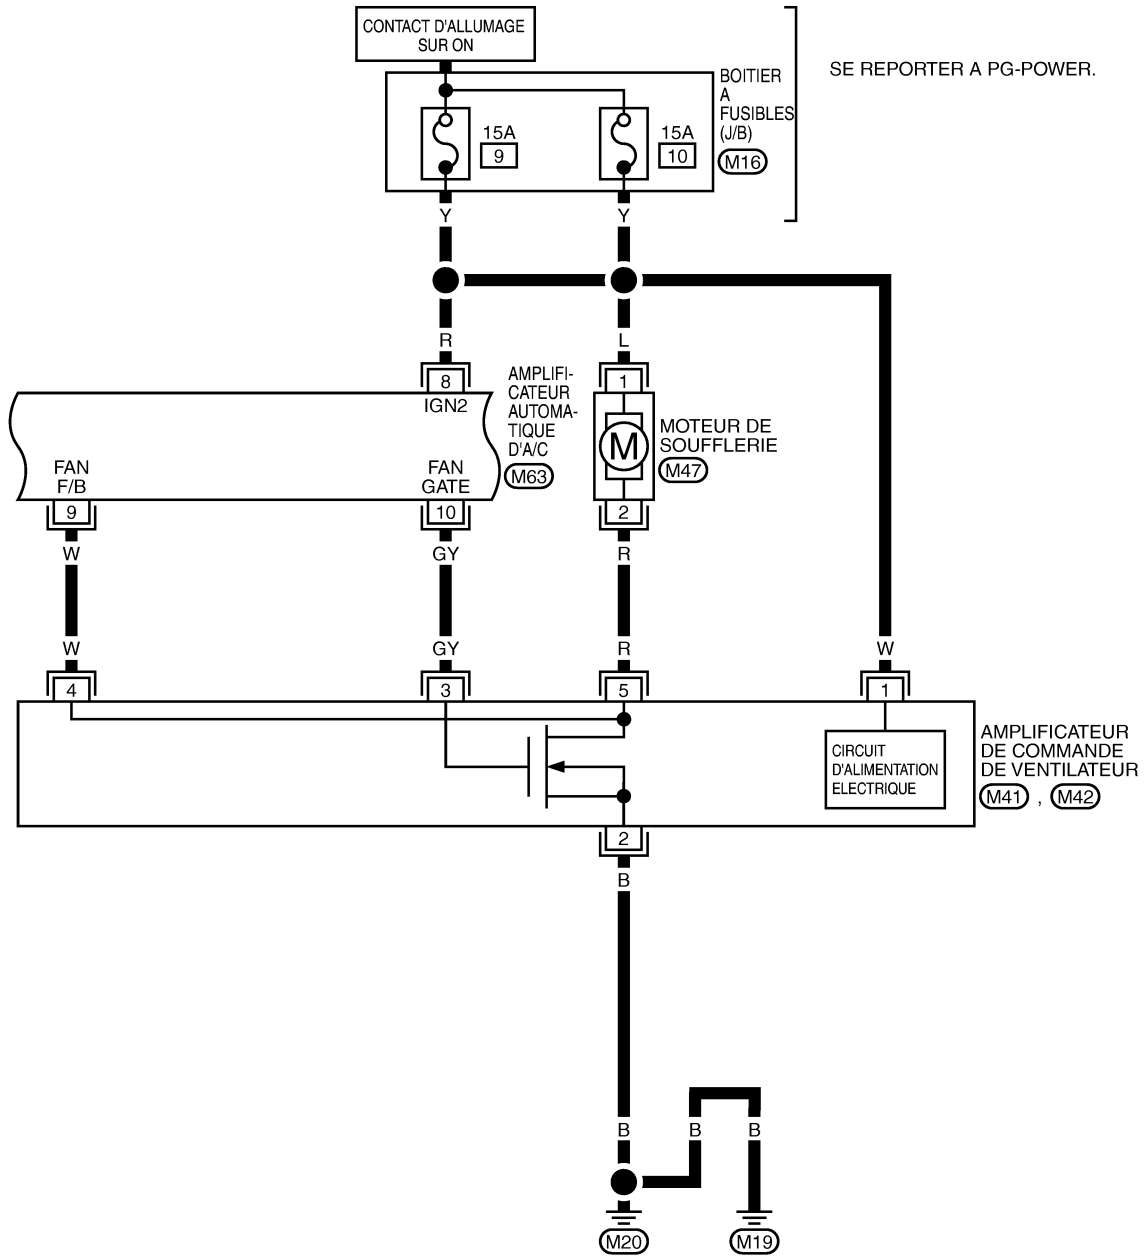 CONTACT D'ALLUMAGE
SUR ON
SE REPORTER A PG-POWER.
BOITIER
A
FUSIBLES
(J/B)
M16
15A
9
15A
10
Y
Y
R
L
8
IGN2
AMPLIFI-
CATEUR
AUTOMA-
TIQUE
D'A/C
M63
1
M
MOTEUR DE
SOUFFLERIE
M47
FAN
F/B
FAN
GATE
9
10
2
W
GY
R
W
GY
R
W
4
3
5
1
CIRCUIT
D'ALIMENTATION
ELECTRIQUE
AMPLIFICATEUR
DE COMMANDE
DE VENTILATEUR
M41 , M42
2
B
B
B
B
M20
M19